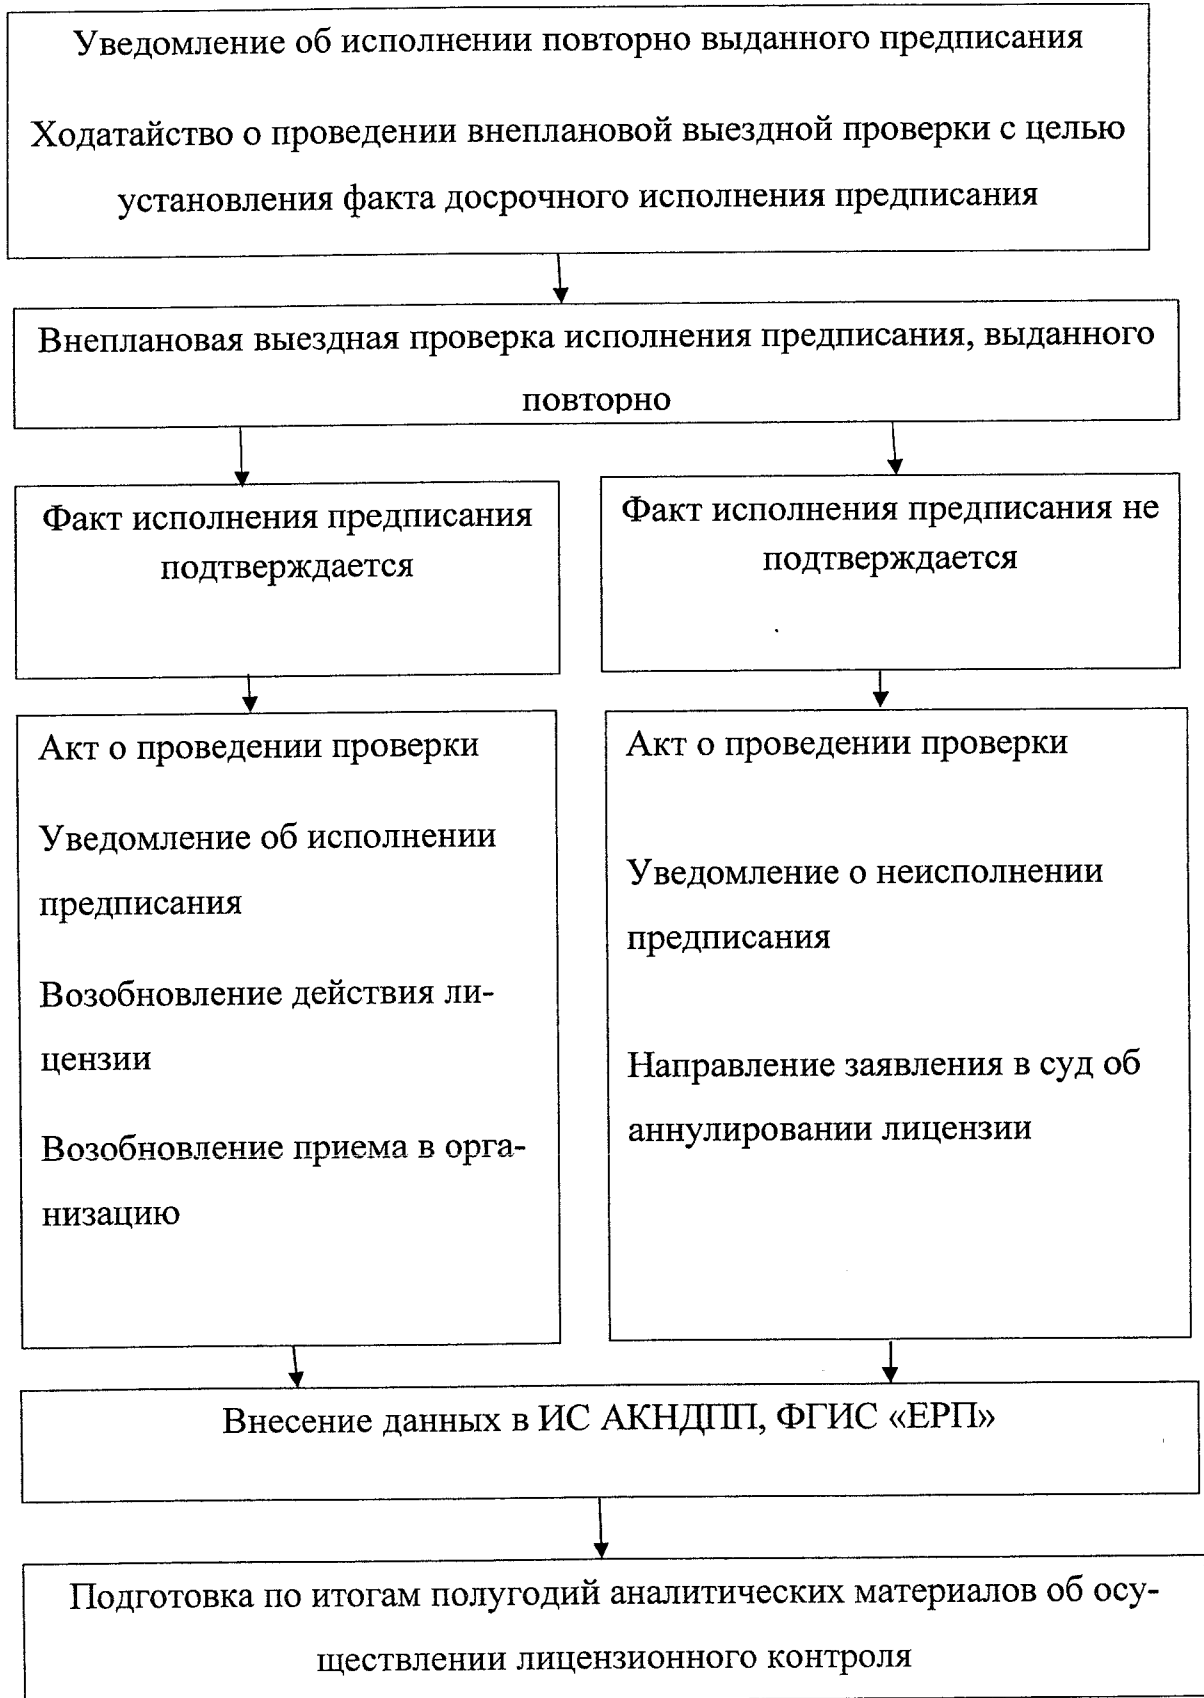 Уведомление об исполнении повторно выданного предписания
Ходатайство о проведении внеплановой выездной проверки с целью
установления факта досрочного исполнения предписания
Внеплановая выездная проверка исполнения предписания, выданного
повторно
Факт исполнения предписания
подтверждается
Факт исполнения предписания не
подтверждается
Акт о проведении проверки
Уведомление об исполнении
предписания
Возобновление действия ли-
цензии
Возобновление приема в орга-
низацию
Акт о проведении проверки
Уведомление о неисполнении
предписания
Направление заявления в суд об
аннулировании лицензии
Внесение данных в ИС АКНДПП, ФГИС «ЕРП»
Подготовка по итогам полугодий аналитических материалов об осу-
ществлении лицензионного контроля